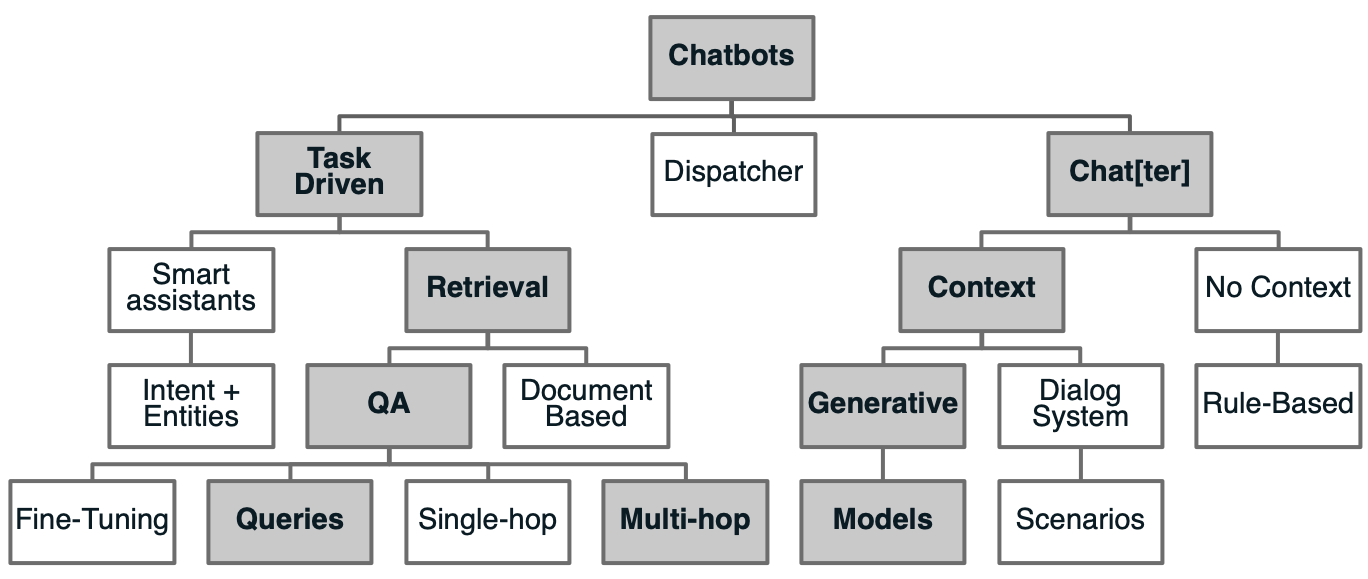 Chatbots
Task
Driven
Dispatcher
Chat[ter]
Smart
assistants
Retrieval
Context
No Context
Intent +
Entities
QA
Document
Based
Generative
Dialog
System
Rule-Based
Fine-Tuning
Queries
Single-hop
Multi-hop
Models
Scenarios